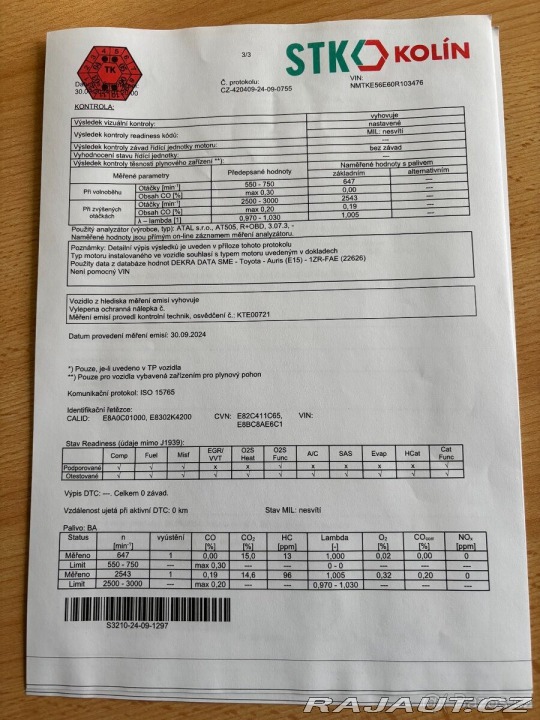 TK
3/3
STK KOLÍN
Č. protokolu:
CZ-420409-24-09-0755
VIN:
NMTKE56E60R103476
KONTROLA:
Výsledek vizuální kontroly: vyhovuje
Výsledek kontroly readiness kódů: nastavené
MIL: nesvítí
Výsledek kontroly závad řídící jednotky motoru: ---
Vyhodnocení stavu řídící jednotky: bez závad
Výsledek kontroly těsnosti plynového zařízení **): ---
Měřené parametry Předepsané hodnoty Naměřené hodnoty s palivem
základním alternativním
Při volnoběhu Otáčky [min-1] 550 - 750 647 ---
Obsah CO [%] max 0,30 0,00 ---
Při zvýšených otáčkách Otáčky [min-1] 2500 - 3000 2543 ---
Obsah CO [%] max 0,20 0,19 ---
λ – lambda [1] 0,970 - 1,030 1,005 ---
Použitý analyzátor (výrobce, typ): ATAL s.r.o., AT505, R+OBD, 3.07.3, -
Naměřené hodnoty jsou přímým on-line záznamem měření analyzátoru.
Poznámky: Detailní výpis výsledků je uveden v příloze tohoto protokolu
Typ motoru instalovaného ve vozidle souhlasí s typem motoru uvedeným v dokladech
Použity data z databáze hodnot DEKRA DATA SME - Toyota - Auris (E15) - 1ZR-FAE (22626)
Není pomocný VIN
Vozidlo z hlediska měření emisí vyhovuje
Vylepena ochranná nálepka č.
Měření emisí provedl kontrolní technik, osvědčení č.: KTE00721
Datum provedení měření emisí: 30.09.2024
*) Pouze, je-li uvedeno v TP vozidla
**) Pouze pro vozidla vybavená zařízením pro plynový pohon
Komunikační protokol: ISO 15765
Identifikační řetězce:
CALID: E8A0C01000, E8302K4200 CVN: E82C411C65, VIN:
E8BC8AE6C1
Stav Readiness (údaje mimo J1939):
Comp Fuel Misf EGR/VVT O2S Heat O2S Func A/C SAS Evap HCat Cat Func
Podporované √ √ √ x x √ x x x x √
Otestované √ √ √ √ √ √ √ √ √ √ √
Výpis DTC: ---. Celkem 0 závad.
Vzdálenost ujetá při aktivní DTC: 0 km Stav MIL: nesvítí
Palivo: BA
Status n [min-1] vyústění CO [%] CO2 [%] HC [ppm] Lambda [-] O2 [%] COkorr [%] NOx [ppm]
Měřeno 647 1 0,00 15,0 13 1,000 0,02 0,00 0
Limit 550 - 750 --- max 0,30 --- --- 0 - 0 --- --- ---
Měřeno 2543 1 0,19 14,6 96 1,005 0,32 0,20 0
Limit 2500 - 3000 --- max 0,20 --- --- 0,970 - 1,030 --- --- ---
S3210-24-09-1297
RAJAUT.CZ